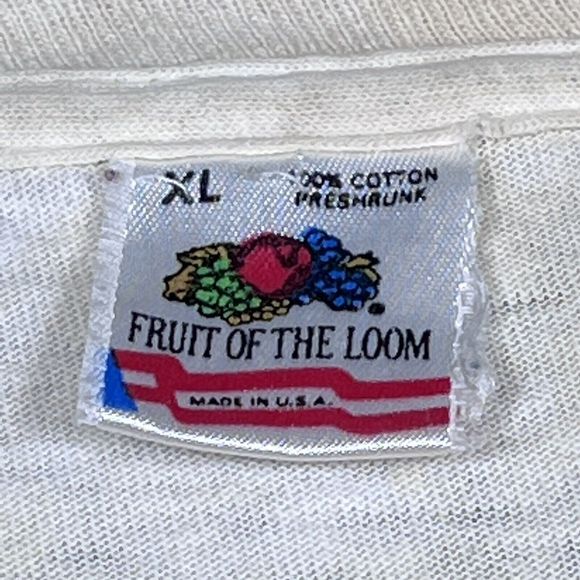 XL
100% COTTON
PRESHRUNK
FRUIT OF THE LOOM
®
MADE IN U.S.A.